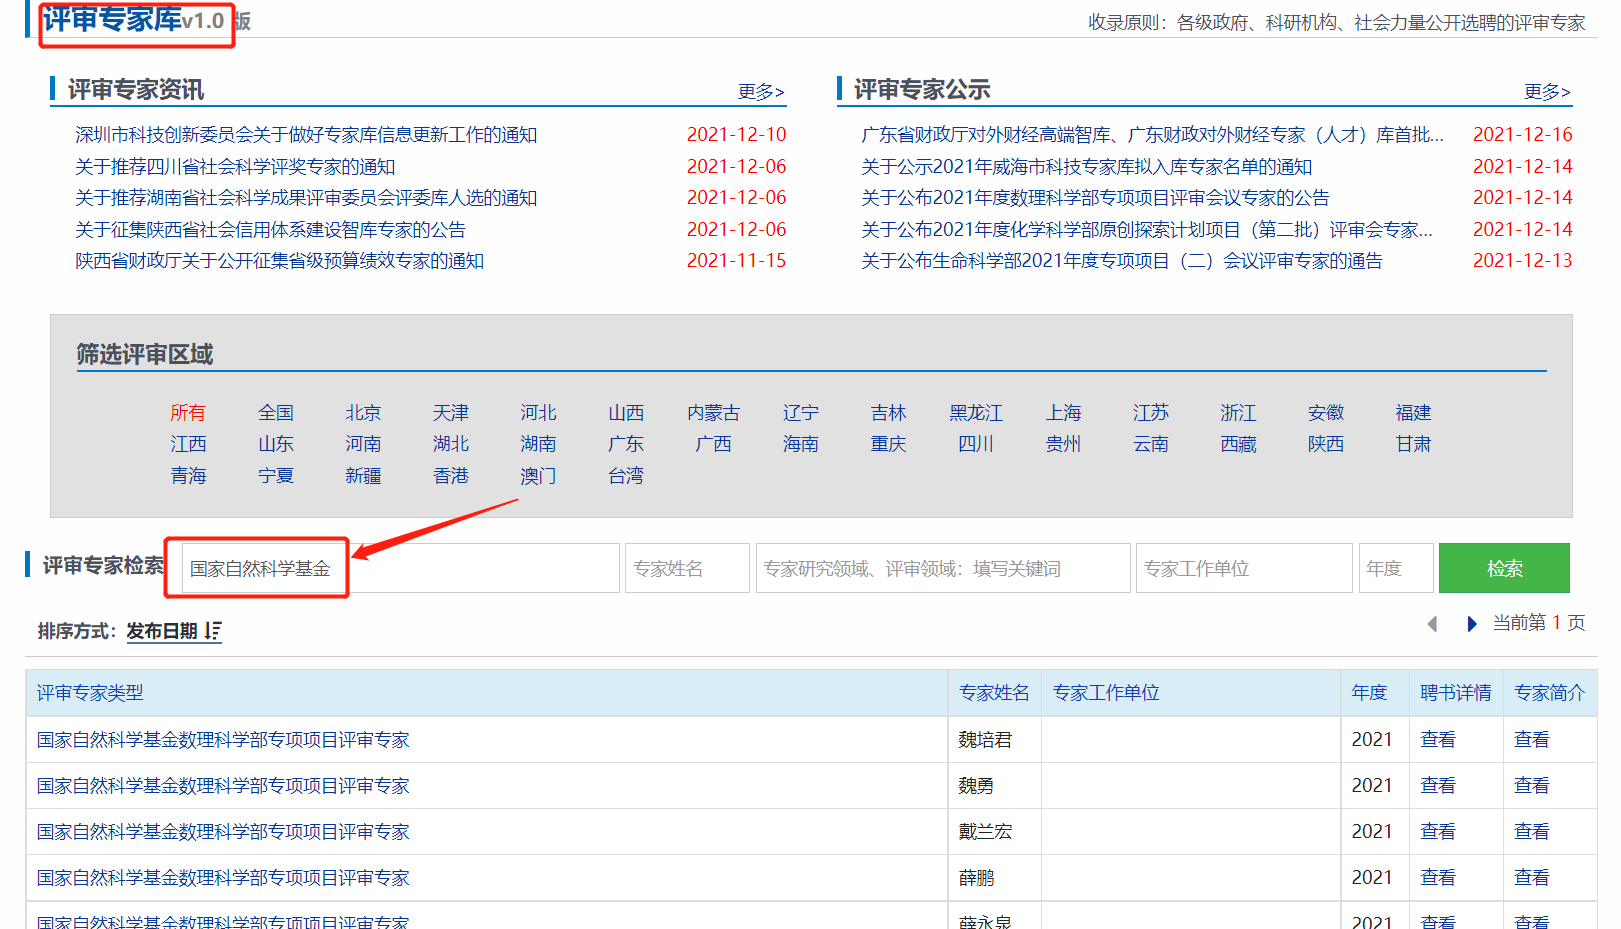 评审专家库v1.0 版
收录原则：各级政府、科研机构、社会力量公开选聘的评审专家
评审专家资讯 更多>
深圳市科技创新委员会关于做好专家库信息更新工作的通知 2021-12-10
关于推荐四川省社会科学评奖专家的通知 2021-12-06
关于推荐湖南省社会科学成果评审委员会评委库人选的通知 2021-12-06
关于征集陕西省社会信用体系建设智库专家的公告 2021-12-06
陕西省财政厅关于公开征集省级预算绩效专家的通知 2021-11-15
评审专家公示 更多>
广东省财政厅对外财经高端智库、广东财政对外财经专家（人才）库首批... 2021-12-16
关于公示2021年威海市科技专家库拟入库专家名单的通知 2021-12-14
关于公布2021年度数理科学部专项项目评审会议专家的公告 2021-12-14
关于公布2021年度化学科学部原创探索计划项目（第二批）评审会专家... 2021-12-14
关于公布生命科学部2021年度专项项目（二）会议评审专家的通告 2021-12-13
筛选评审区域
所有 全国 北京 天津 河北 山西 内蒙古 辽宁 吉林 黑龙江 上海 江苏 浙江 安徽 福建
江西 山东 河南 湖北 湖南 广东 广西 海南 重庆 四川 贵州 云南 西藏 陕西 甘肃
青海 宁夏 新疆 香港 澳门 台湾
评审专家检索 国家自然科学基金 专家姓名 专家研究领域、评审领域：填写关键词 专家工作单位 年度 检索
排序方式：发布日期 当前第 1 页
评审专家类型 专家姓名 专家工作单位 年度 聘书详情 专家简介
国家自然科学基金数理科学部专项项目评审专家 魏培君 2021 查看 查看
国家自然科学基金数理科学部专项项目评审专家 魏勇 2021 查看 查看
国家自然科学基金数理科学部专项项目评审专家 戴兰宏 2021 查看 查看
国家自然科学基金数理科学部专项项目评审专家 薛鹏 2021 查看 查看
国家自然科学基金数理科学部专项项目评审专家 薛永泉 2021 查看 查看